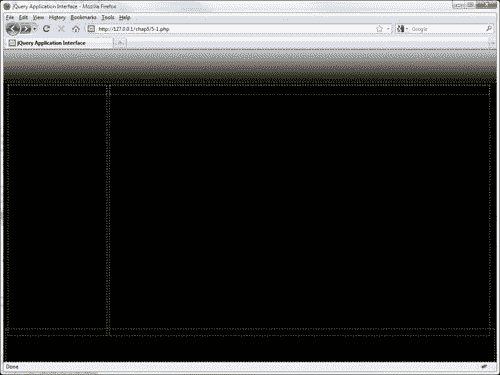 jQuery Application Interface - Mozilla Firefox
File Edit View History Bookmarks Tools Help
http://127.0.0.1/chap5/5-1.php
Google
jQuery Application Interface
Done